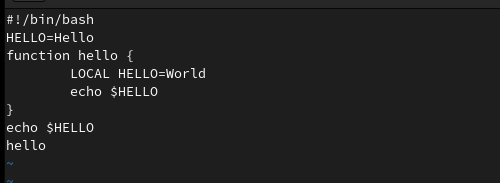 #!/bin/bash
HELLO=Hello
function hello {
        LOCAL HELLO=World
        echo $HELLO
}
echo $HELLO
hello
~
~